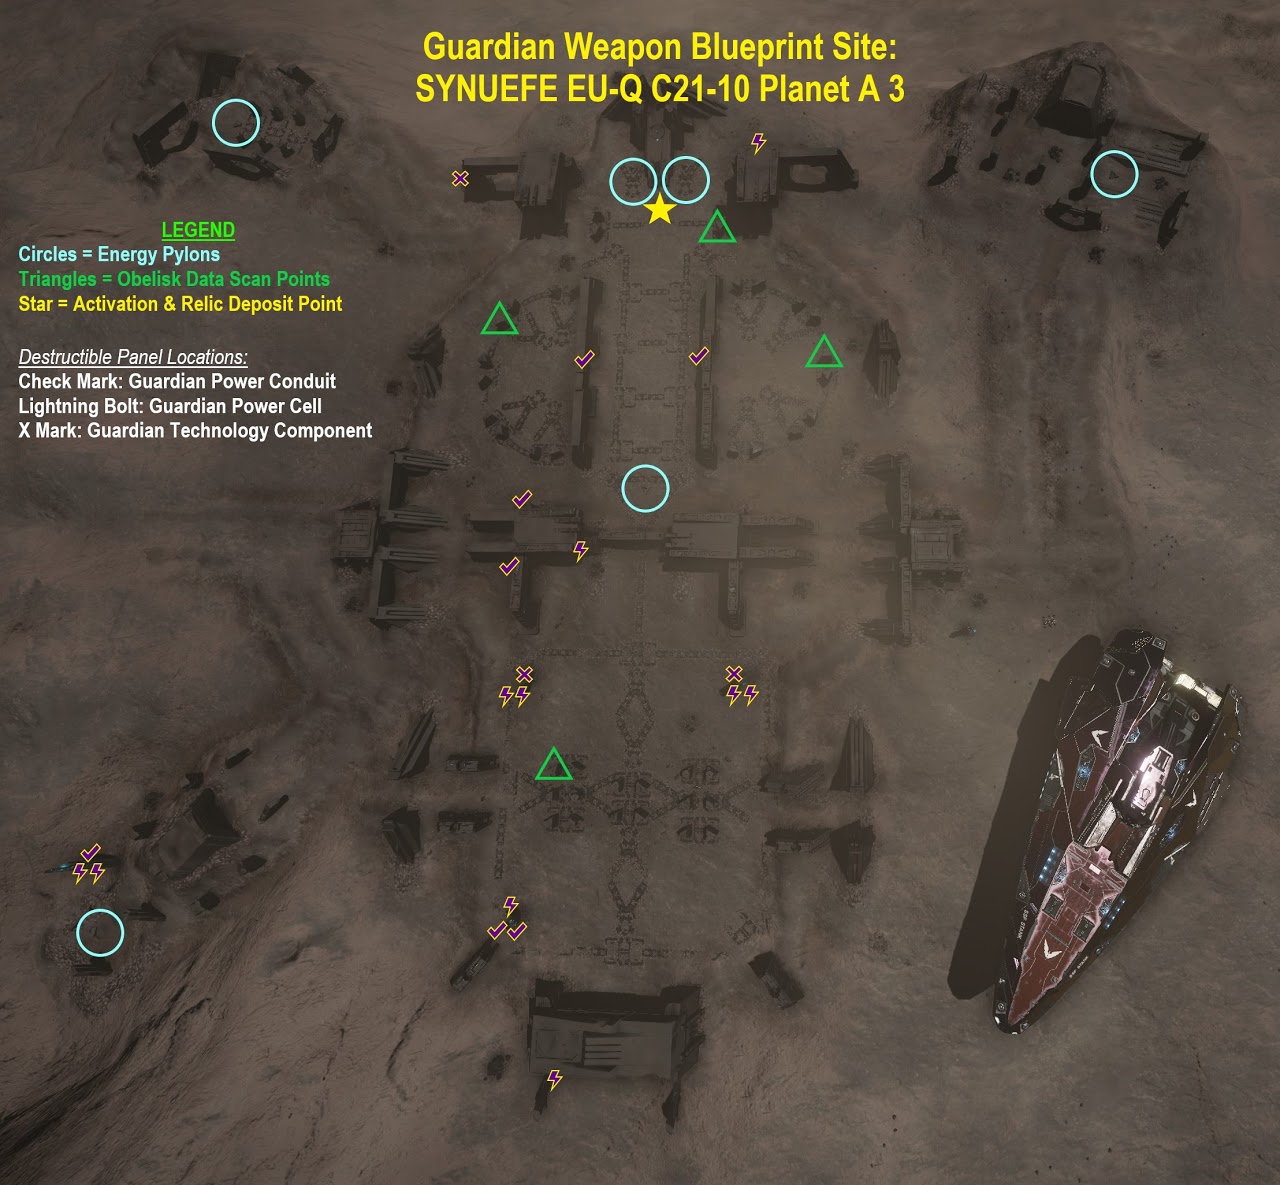 Guardian Weapon Blueprint Site:
SYNUEFE EU-Q C21-10 Planet A 3
LEGEND
Circles = Energy Pylons
Triangles = Obelisk Data Scan Points
Star = Activation & Relic Deposit Point
Destructible Panel Locations:
Check Mark: Guardian Power Conduit
Lightning Bolt: Guardian Power Cell
X Mark: Guardian Technology Component